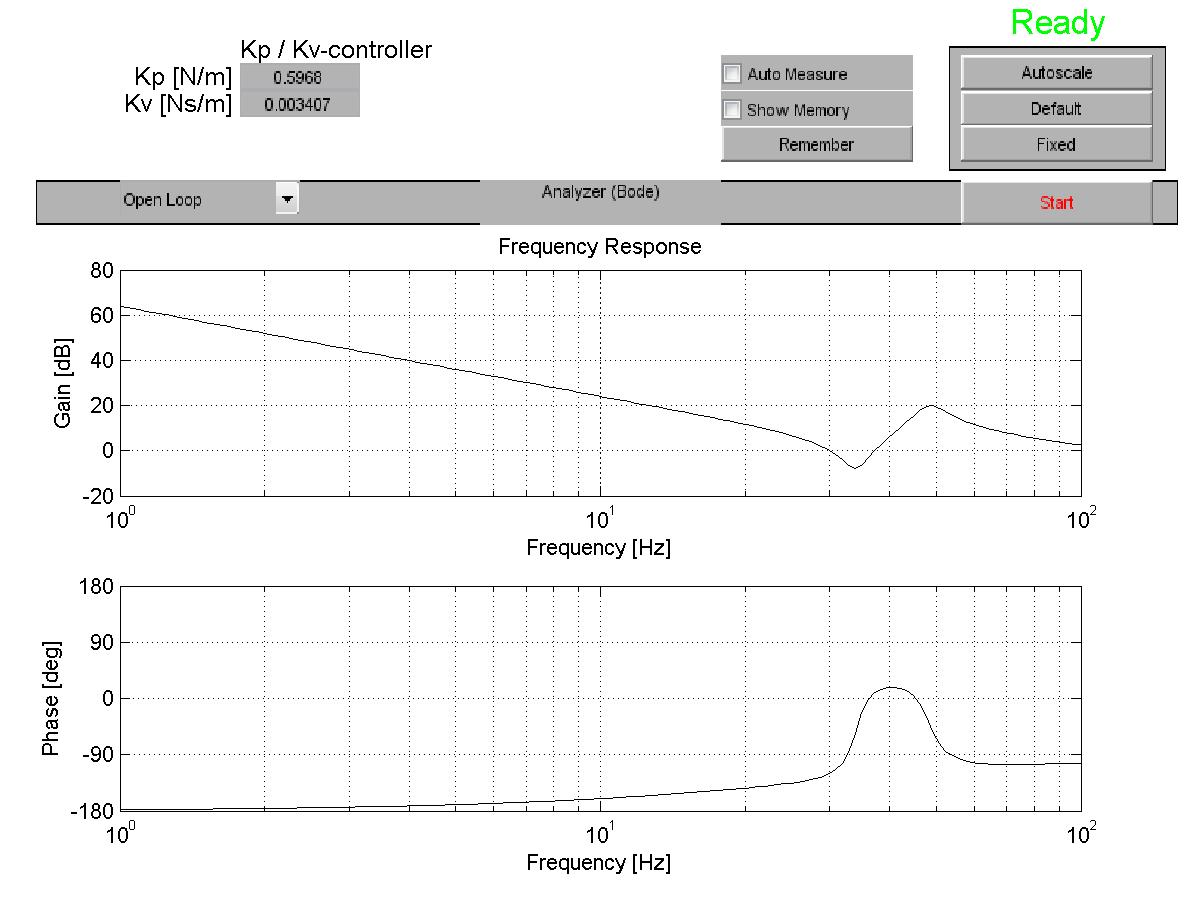 Ready
Kp / Kv-controller
Kp [N/m] 0.5968
Kv [Ns/m] 0.003407
Auto Measure
Show Memory
Remember
Autoscale
Default
Fixed
Open Loop
Analyzer (Bode)
Start
Frequency Response
Gain [dB]
80
60
40
20
0
-20
10^0 10^1 10^2
Frequency [Hz]
Phase [deg]
180
90
0
-90
-180
10^0 10^1 10^2
Frequency [Hz]